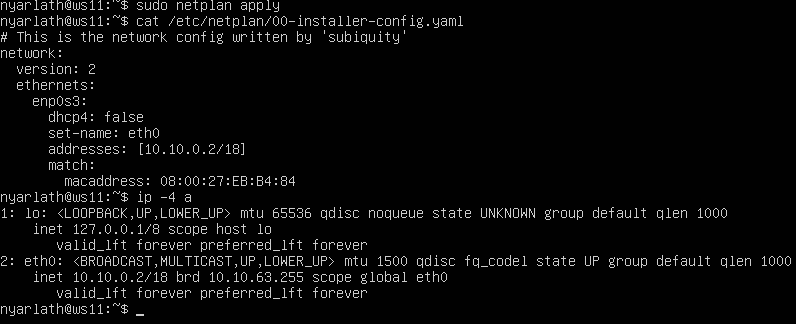 nyarlath@ws11:~$ sudo netplan apply
nyarlath@ws11:~$ cat /etc/netplan/00-installer-config.yaml
# This is the network config written by 'subiquity'
network:
  version: 2
  ethernets:
    enp0s3:
      dhcp4: false
      set-name: eth0
      addresses: [10.10.0.2/18]
      match:
        macaddress: 08:00:27:EB:B4:84
nyarlath@ws11:~$ ip -4 a
1: lo: <LOOPBACK,UP,LOWER_UP> mtu 65536 qdisc noqueue state UNKNOWN group default qlen 1000
    inet 127.0.0.1/8 scope host lo
       valid_lft forever preferred_lft forever
2: eth0: <BROADCAST,MULTICAST,UP,LOWER_UP> mtu 1500 qdisc fq_codel state UP group default qlen 1000
    inet 10.10.0.2/18 brd 10.10.63.255 scope global eth0
       valid_lft forever preferred_lft forever
nyarlath@ws11:~$ _